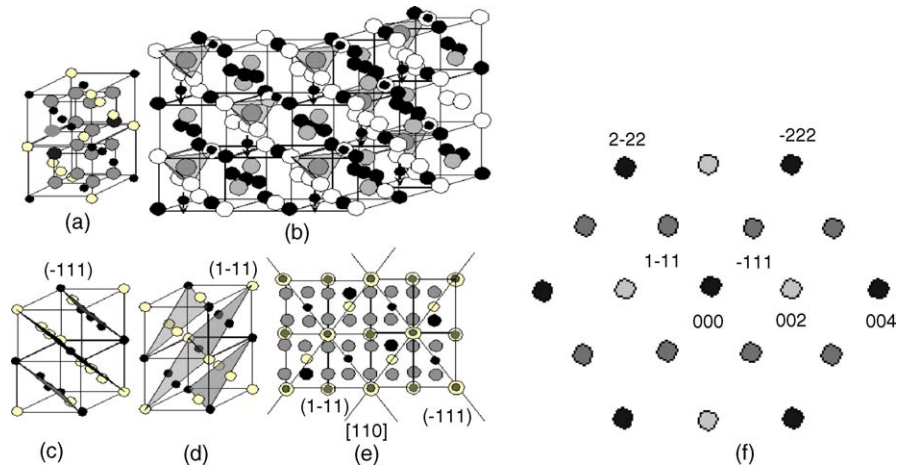 (a)
(b)
(-111)
(1-11)
(1-11)
(-111)
[110]
(c)
(d)
(e)
2-22
-222
1-11
-111
000
002
004
(f)